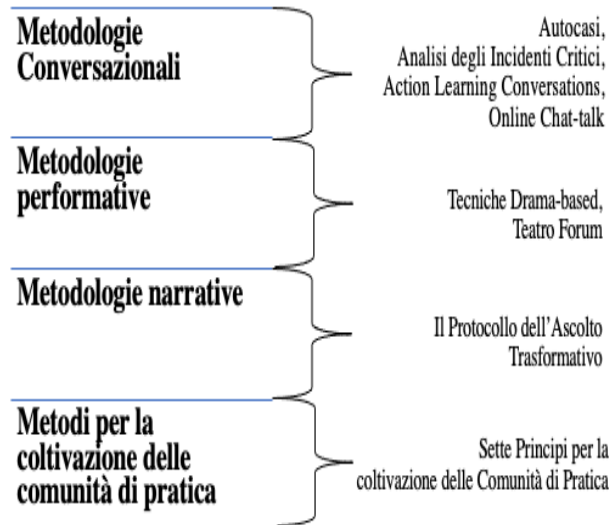 Metodologie
Conversazionali
Autocasi,
Analisi degli Incidenti Critici,
Action Learning Conversations,
Online Chat-talk
Metodologie
performative
Tecniche Drama-based,
Teatro Forum
Metodologie narrative
Il Protocollo dell’Ascolto
Trasformativo
Metodi per la
coltivazione delle
comunità di pratica
Sette Principi per la
coltivazione delle Comunità di Pratica